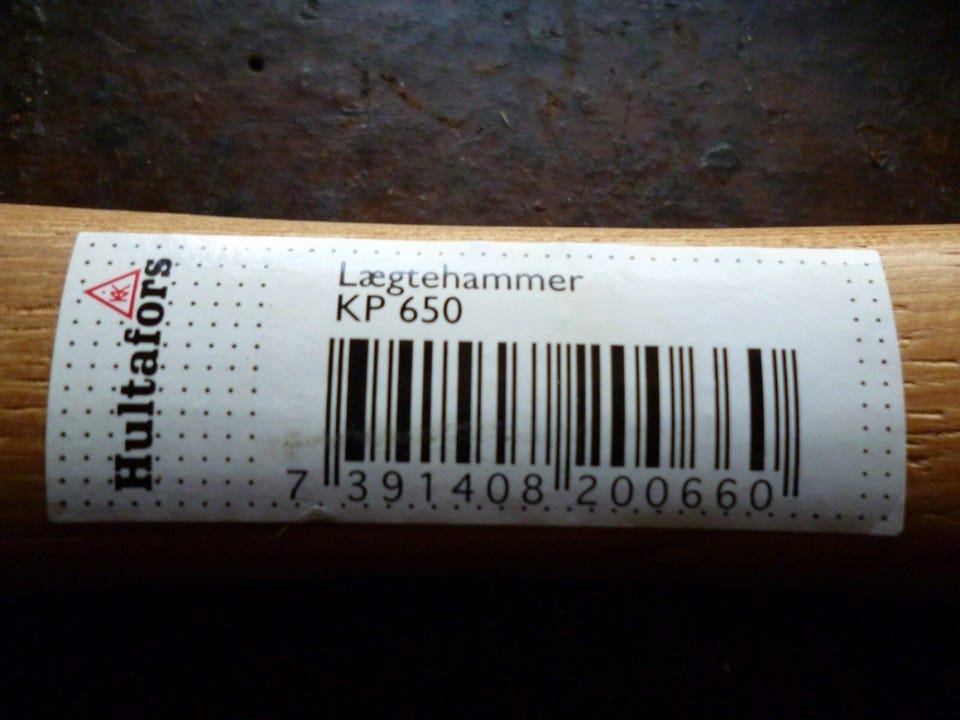 Hultafors
Lægtehammer
KP 650
7 391408 200660